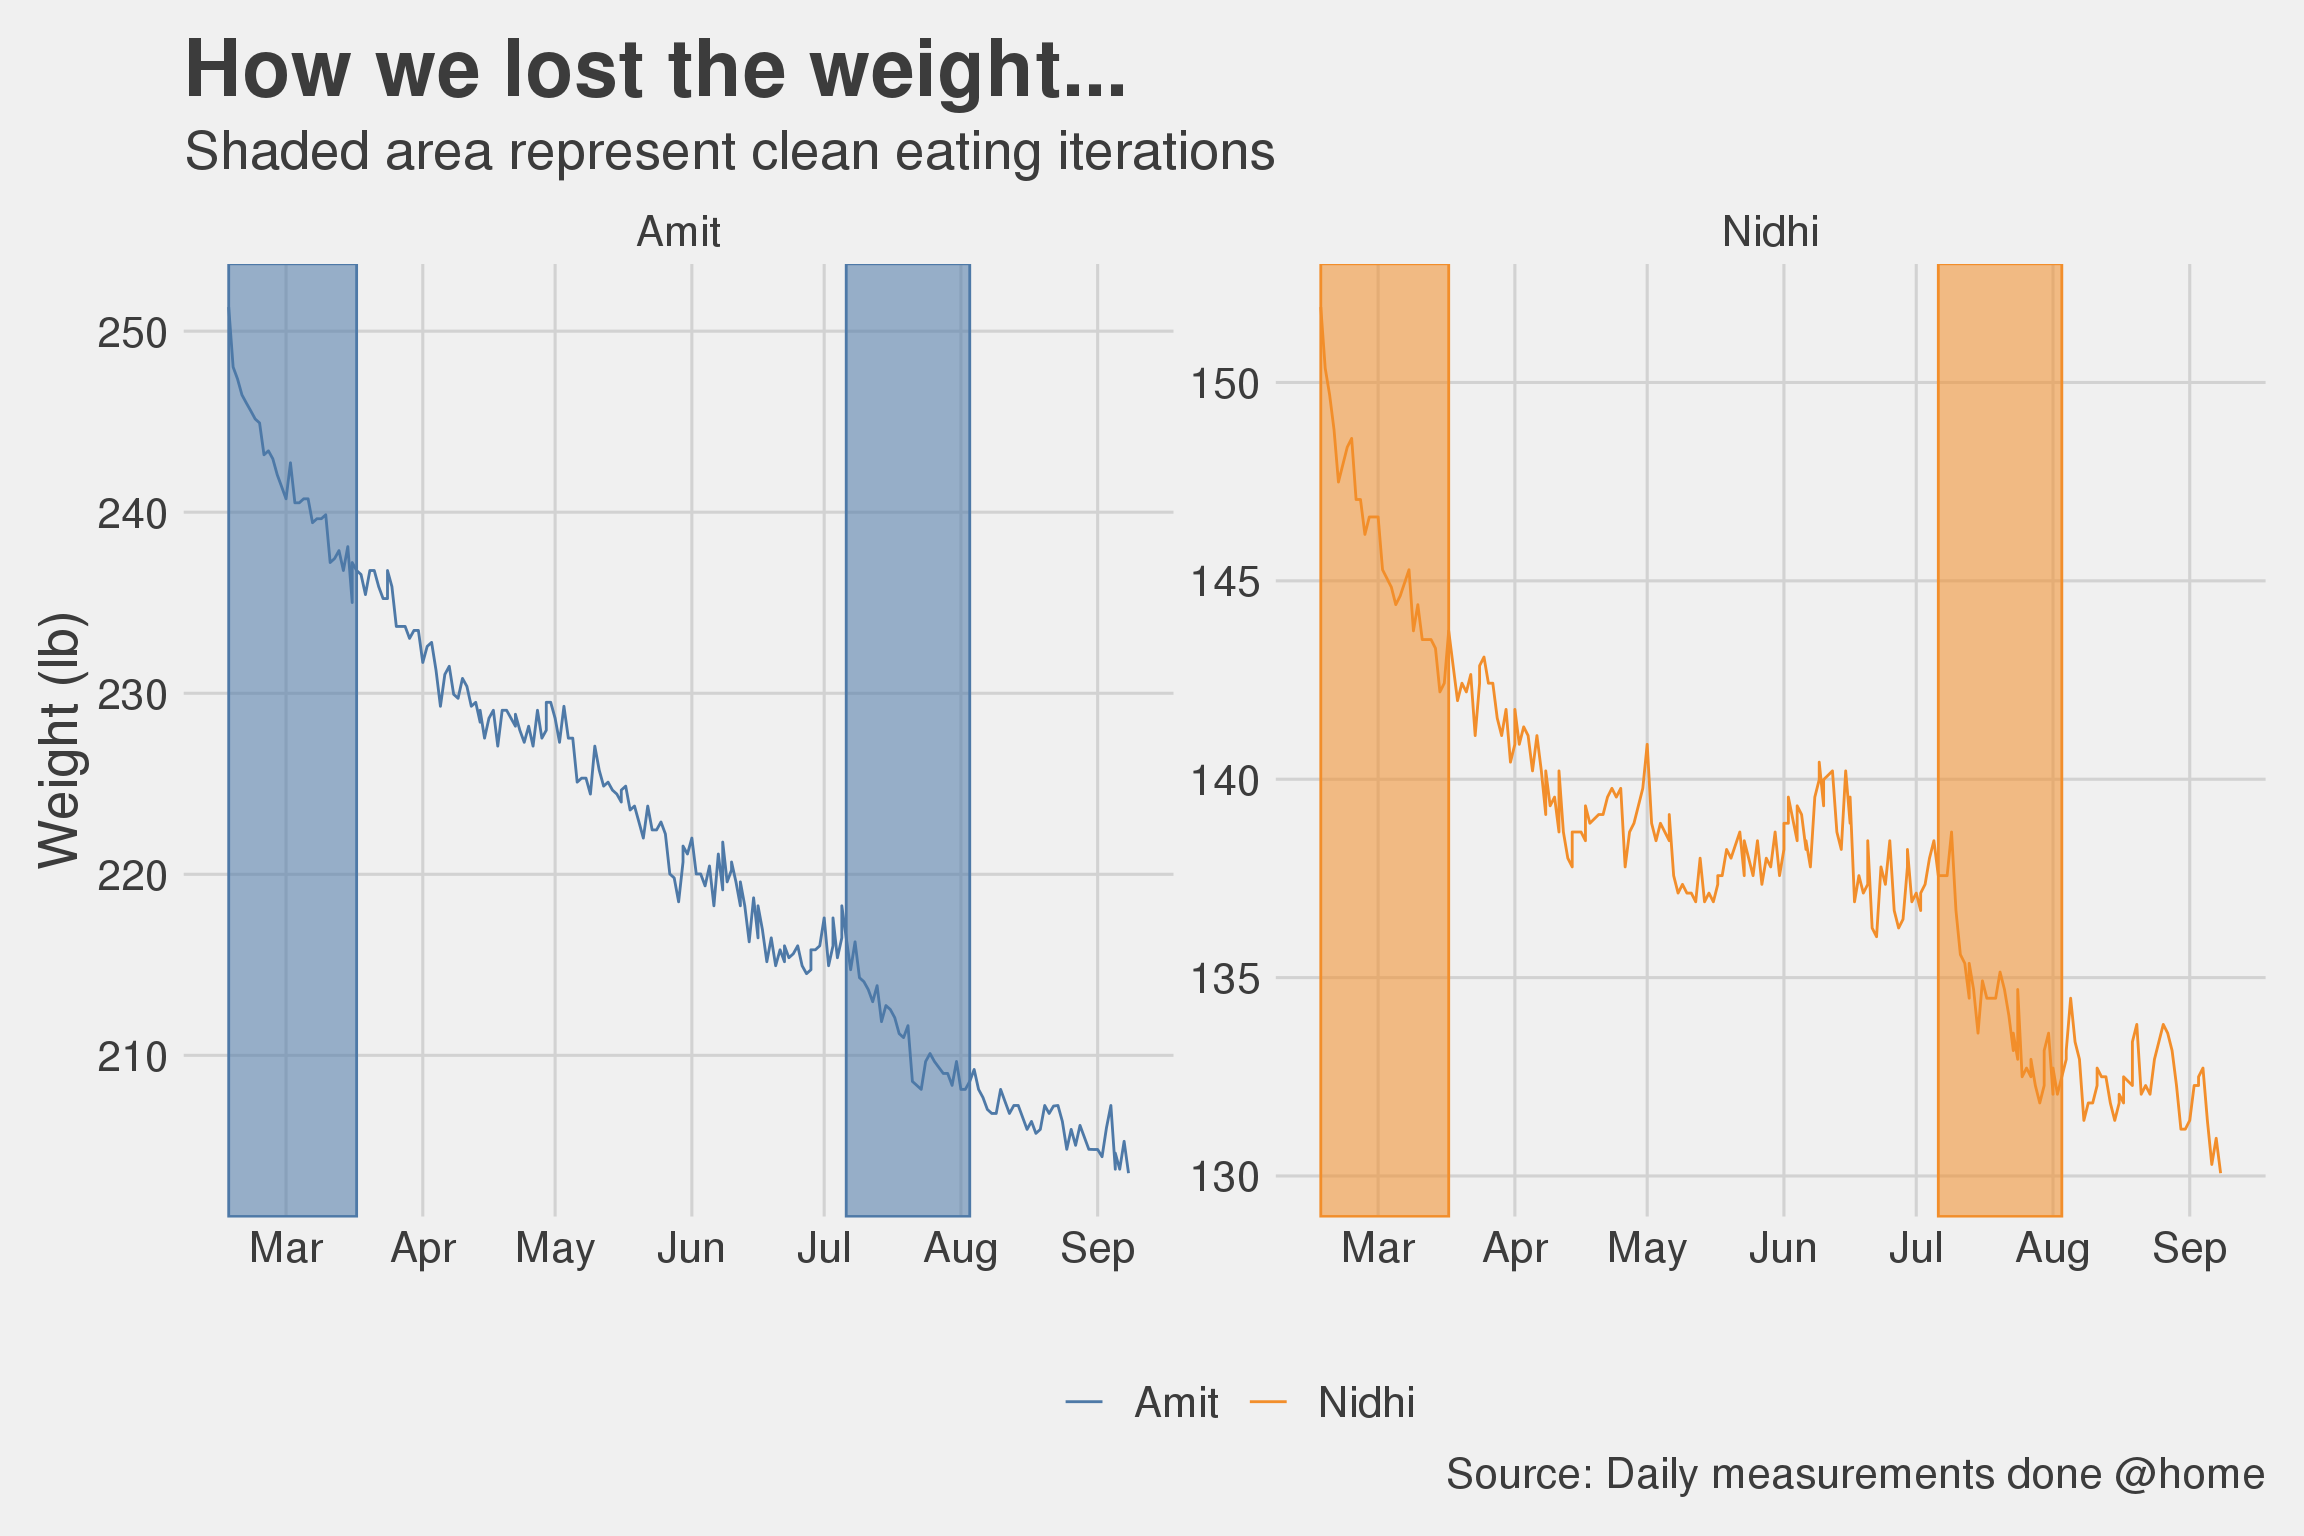 How we lost the weight...
Shaded area represent clean eating iterations
Amit
Nidhi
Weight (lb)
250
240
230
220
210
150
145
140
135
130
Mar Apr May Jun Jul Aug Sep
Mar Apr May Jun Jul Aug Sep
Amit Nidhi
Source: Daily measurements done @home